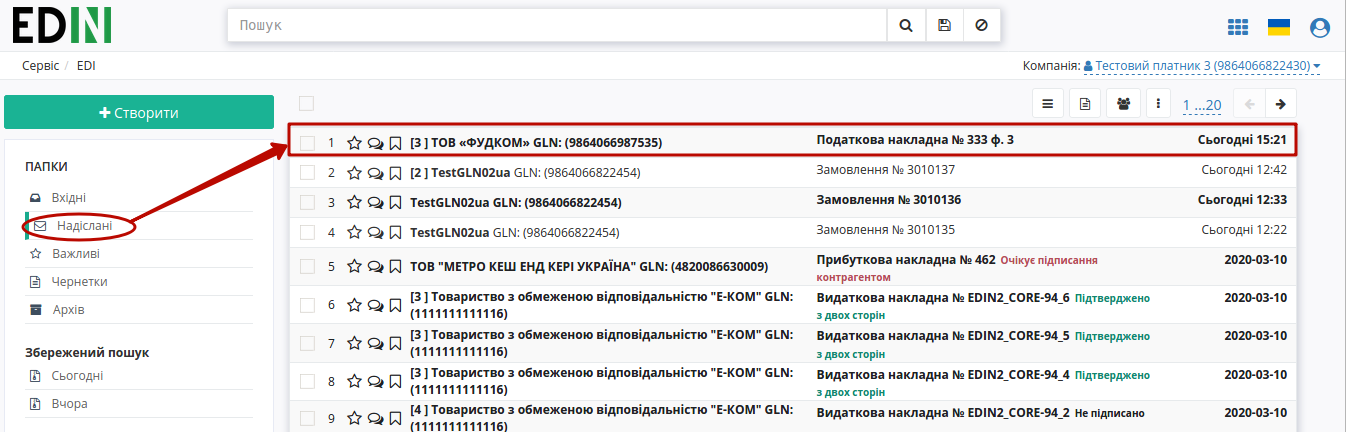 EDIN
Пошук
Сервіс / EDI
Компанія: Тестовий платник 3 (9864066822430)
+ Створити
1 ...20
ПАПКИ
Вхідні
Надіслані
Важливі
Чернетки
Архів
Збережений пошук
Сьогодні
Вчора
1 [3 ] ТОВ «ФУДКОМ» GLN: (9864066987535) Податкова накладна № 333 ф. 3 Сьогодні 15:21
2 [2 ] TestGLN02ua GLN: (9864066822454) Замовлення № 3010137 Сьогодні 12:42
3 TestGLN02ua GLN: (9864066822454) Замовлення № 3010136 Сьогодні 12:33
4 TestGLN02ua GLN: (9864066822454) Замовлення № 3010135 Сьогодні 12:22
5 ТОВ "МЕТРО КЕШ ЕНД КЕРІ УКРАЇНА" GLN: (4820086630009) Прибуткова накладна № 462 Очікує підписання 2020-03-10
контрагентом
6 [3 ] Товариство з обмеженою відповідальністю "Е-КОМ" GLN: Видаткова накладна № EDIN2_CORE-94_6 Підтверджено 2020-03-10
(1111111111116) з двох сторін
7 [3 ] Товариство з обмеженою відповідальністю "Е-КОМ" GLN: Видаткова накладна № EDIN2_CORE-94_5 Підтверджено 2020-03-10
(1111111111116) з двох сторін
8 [3 ] Товариство з обмеженою відповідальністю "Е-КОМ" GLN: Видаткова накладна № EDIN2_CORE-94_4 Підтверджено 2020-03-10
(1111111111116) з двох сторін
9 [4 ] Товариство з обмеженою відповідальністю "Е-КОМ" GLN: Видаткова накладна № EDIN2_CORE-94_2 Не підписано 2020-03-10
(1111111111116)